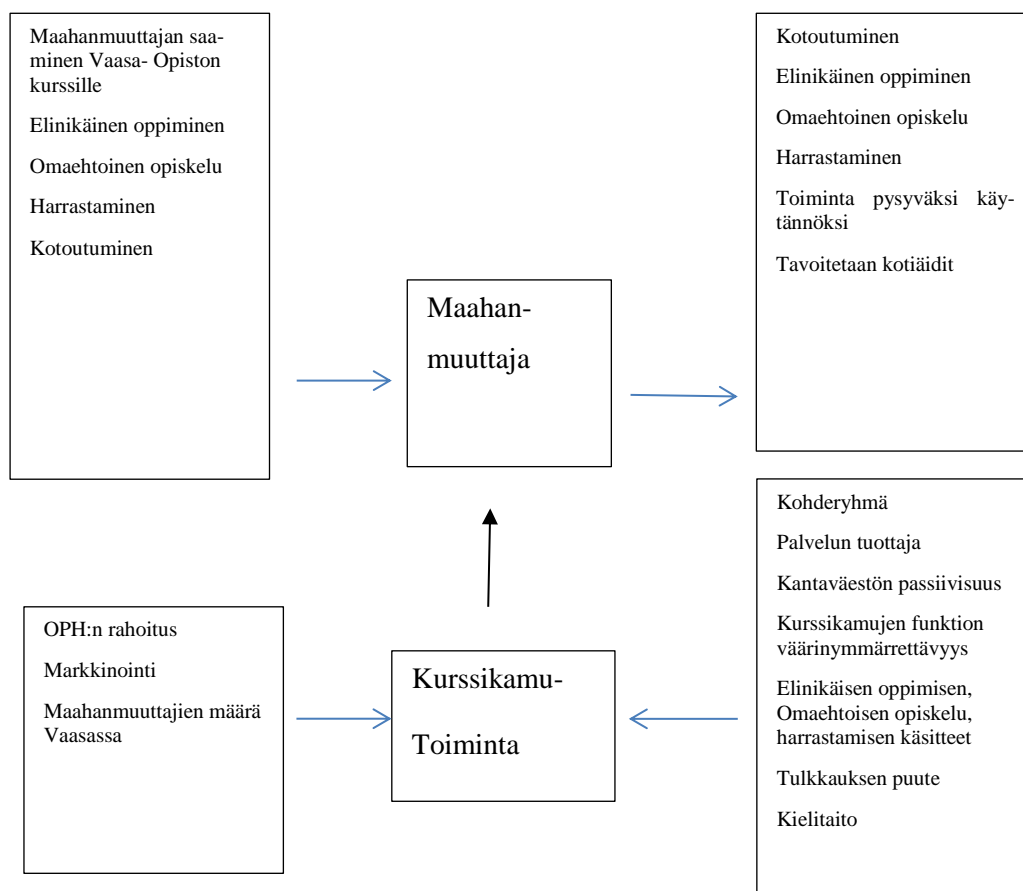 Maahanmuuttajan saa-
minen Vaasa- Opiston
kurssille
Elinikäinen oppiminen
Omaehtoinen opiskelu
Harrastaminen
Kotoutuminen
Maahan-
muuttaja
Kotoutuminen
Elinikäinen oppiminen
Omaehtoinen opiskelu
Harrastaminen
Toiminta pysyväksi käy-
tännöksi
Tavoitetaan kotiäidit
OPH:n rahoitus
Markkinointi
Maahanmuuttajien määrä
Vaasassa
Kurssikamu-
Toiminta
Kohderyhmä
Palvelun tuottaja
Kantaväestön passiivisuus
Kurssikamujen funktion
väärinymmärrettävyys
Elinikäisen oppimisen,
Omaehtoisen opiskelu,
harrastamisen käsitteet
Tulkkauksen puute
Kielitaito